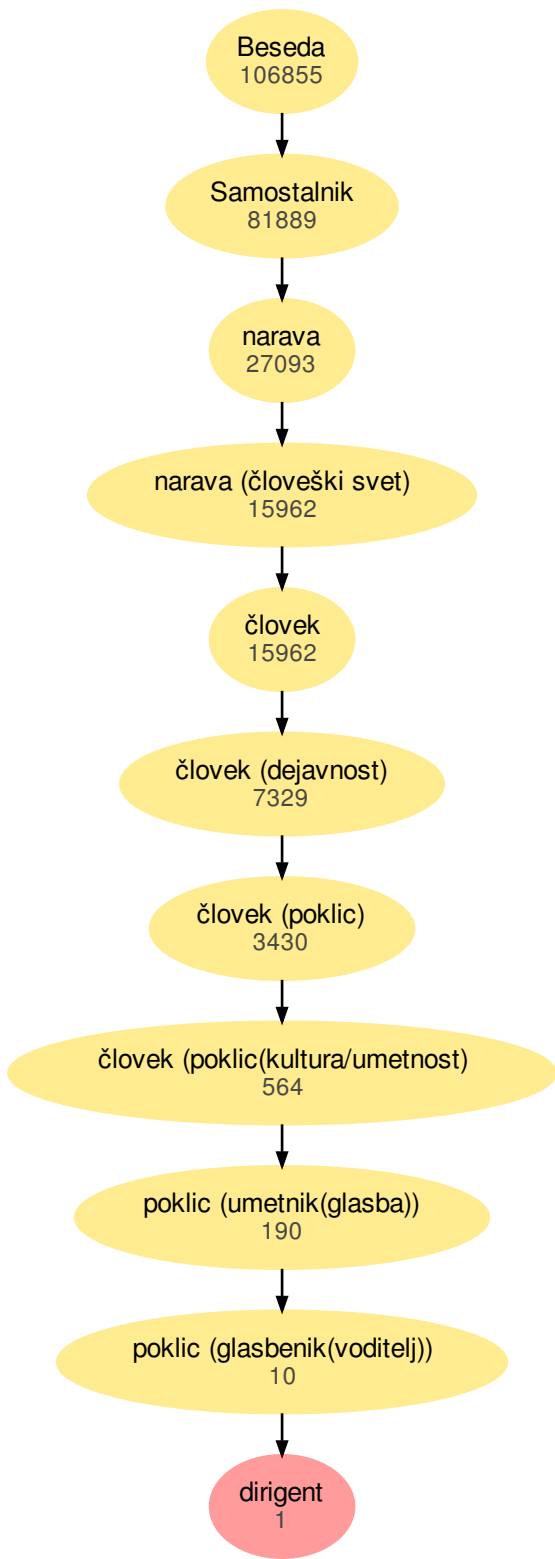 Beseda
106855
Samostalnik
81889
narava
27093
narava (človeški svet)
15962
človek
15962
človek (dejavnost)
7329
človek (poklic)
3430
človek (poklic(kultura/umetnost)
564
poklic (umetnik(glasba))
190
poklic (glasbenik(voditelj))
10
dirigent
1